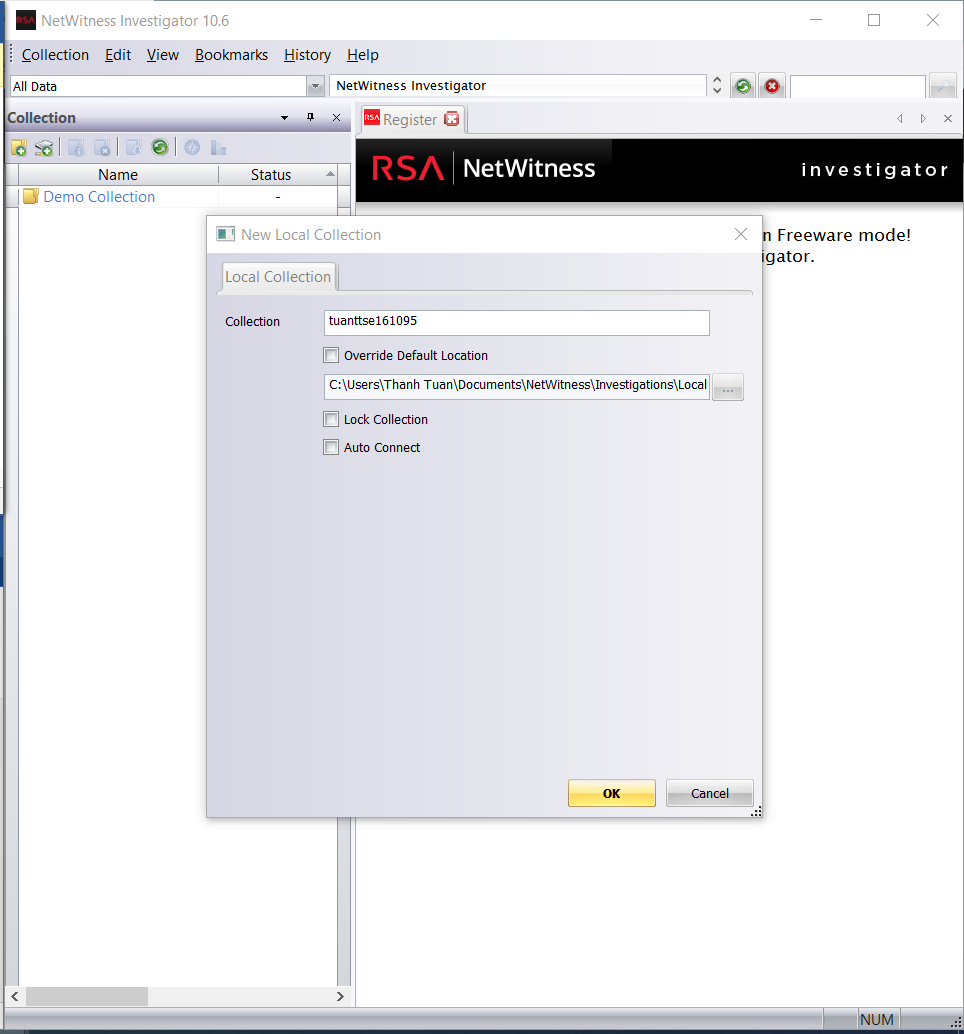 RSA NetWitness Investigator 10.6
Collection Edit View Bookmarks History Help
All Data NetWitness Investigator
Collection
RSA Register
Name Status
RSA NetWitness investigator
Demo Collection -
New Local Collection
n Freeware mode!
igator.
Local Collection
Collection tuanttse161095
Override Default Location
C:\Users\Thanh Tuan\Documents\NetWitness\Investigations\Local
...
Lock Collection
Auto Connect
OK Cancel
NUM